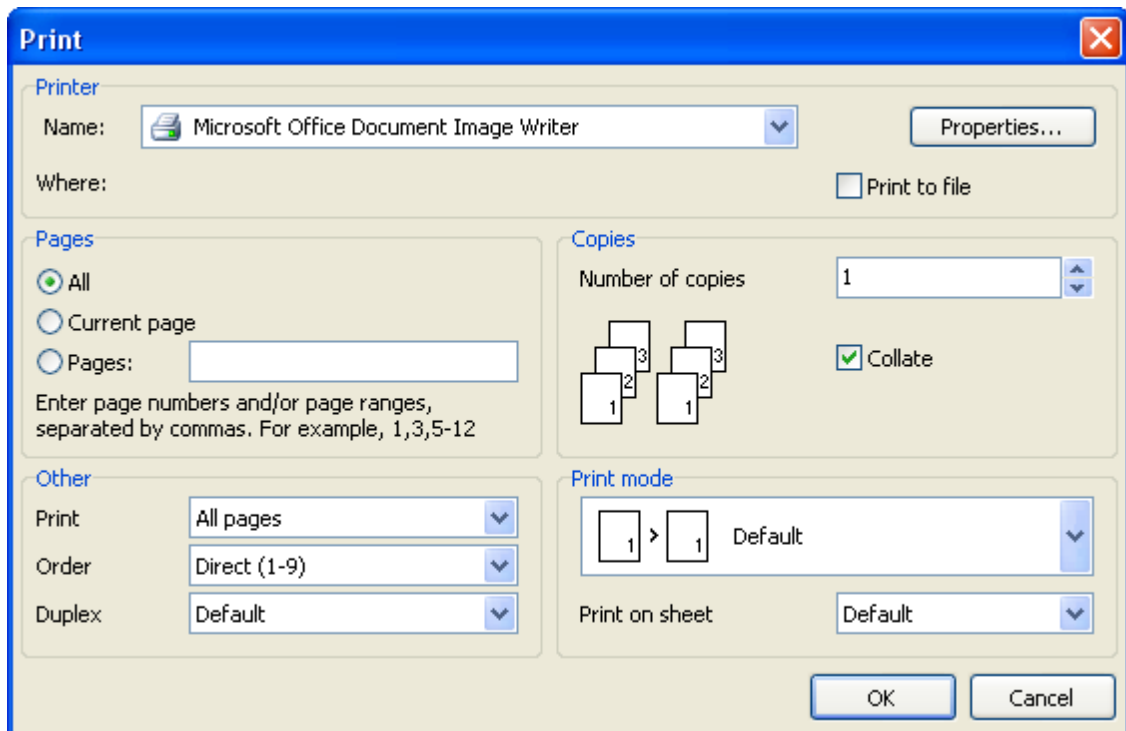 Print
Printer
Name: Microsoft Office Document Image Writer Properties...
Where: Print to file
Pages
All
Current page
Pages:
Enter page numbers and/or page ranges,
separated by commas. For example, 1,3,5-12
Copies
Number of copies 1
3 3
2 2
1 1
Collate
Other
Print All pages
Order Direct (1-9)
Duplex Default
Print mode
1 > 1 Default
Print on sheet Default
OK Cancel